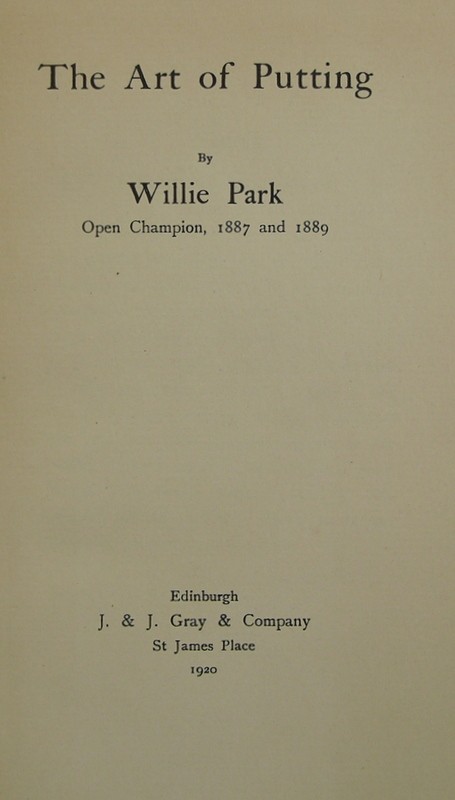 The Art of Putting
By
Willie Park
Open Champion, 1887 and 1889
Edinburgh
J. & J. Gray & Company
St James Place
1920